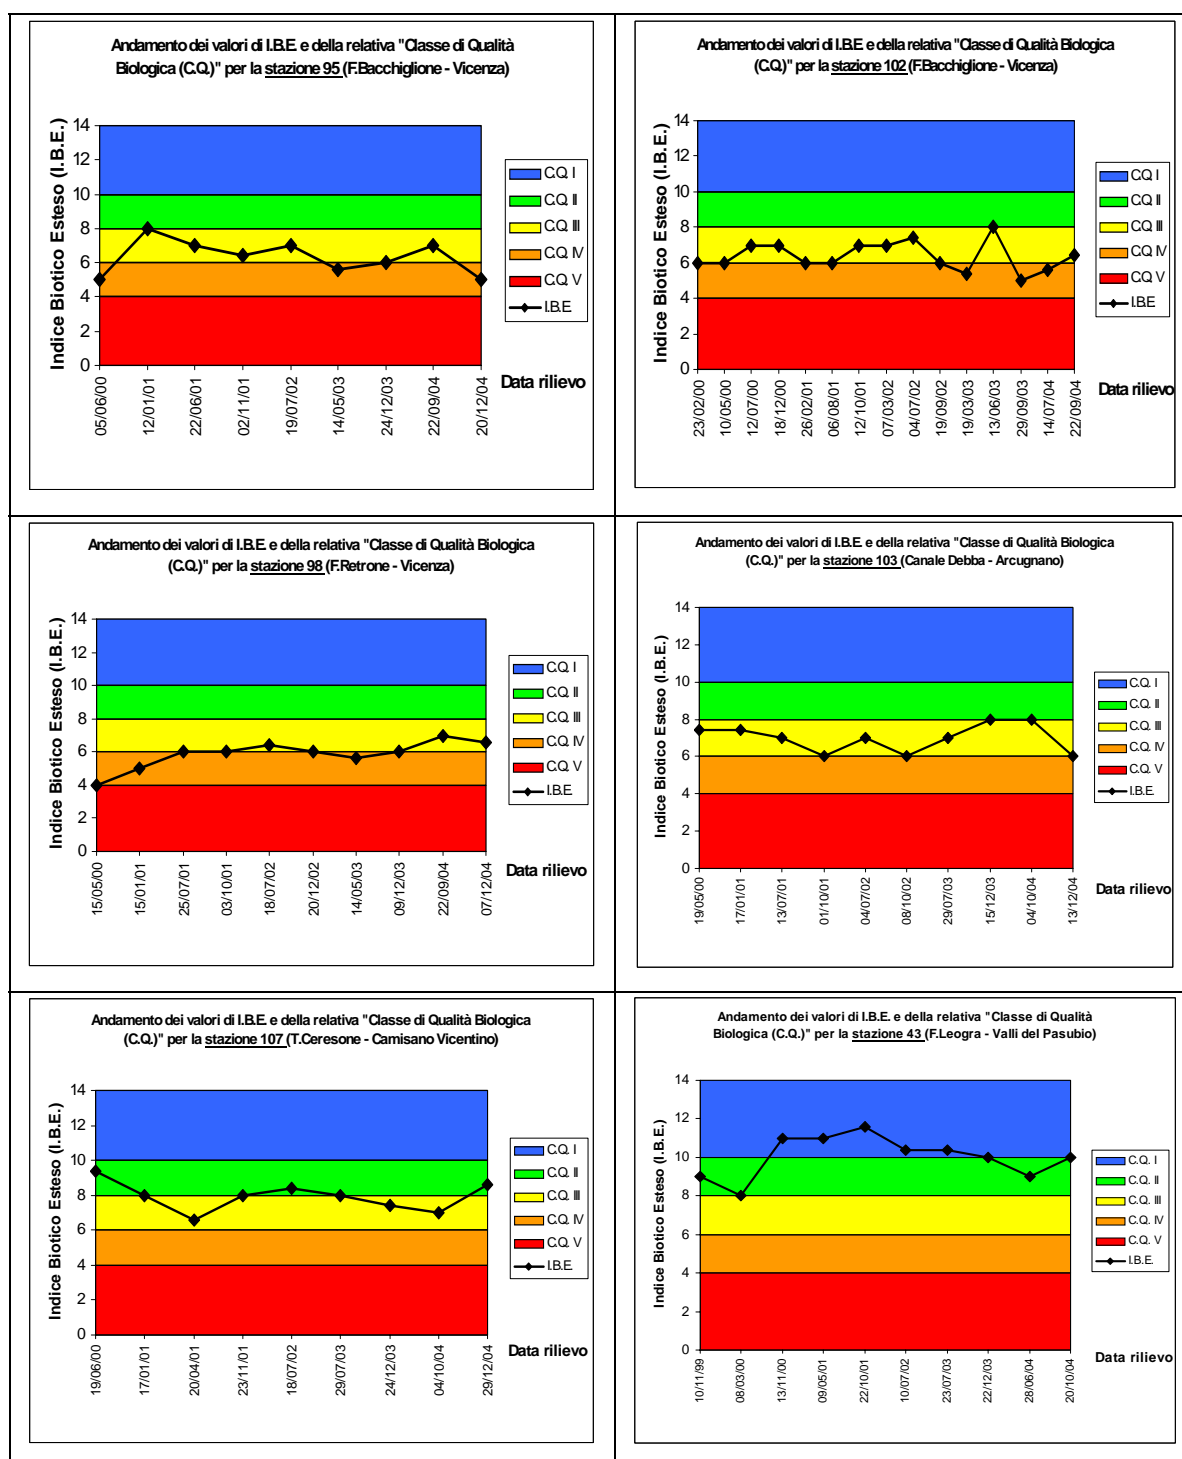 Andamento dei valori di I.B.E. e della relativa "Classe di Qualità
Biologica (C.Q.)" per la stazione 95 (F.Bacchiglione - Vicenza)
Indice Biotico Esteso (I.B.E.)
14
12
10
8
6
4
2
0
05/06/00
12/01/01
22/06/01
02/11/01
19/07/02
14/05/03
24/12/03
22/09/04
20/12/04
Data rilievo
C.Q. I
C.Q. II
C.Q. III
C.Q. IV
C.Q. V
I.B.E.
Andamento dei valori di I.B.E. e della relativa "Classe di Qualità Biologica
(C.Q.)" per la stazione 102 (F.Bacchiglione - Vicenza)
Indice Biotico Esteso (I.B.E.)
14
12
10
8
6
4
2
0
23/02/00
10/05/00
12/07/00
18/12/00
26/02/01
06/08/01
12/10/01
07/03/02
04/07/02
19/09/02
19/03/03
13/06/03
29/09/03
14/07/04
22/09/04
Data rilievo
C.Q. I
C.Q. II
C.Q. III
C.Q. IV
C.Q. V
I.B.E.
Andamento dei valori di I.B.E. e della relativa "Classe di Qualità Biologica
(C.Q.)" per la stazione 98 (F.Retrone - Vicenza)
Indice Biotico Esteso (I.B.E.)
14
12
10
8
6
4
2
0
15/05/00
15/01/01
25/07/01
03/10/01
18/07/02
20/12/02
14/05/03
09/12/03
22/09/04
07/12/04
Data rilievo
C.Q. I
C.Q. II
C.Q. III
C.Q. IV
C.Q. V
I.B.E.
Andamento dei valori di I.B.E. e della relativa "Classe di Qualità Biologica
(C.Q.)" per la stazione 103 (Canale Debba - Arcugnano)
Indice Biotico Esteso (I.B.E.)
14
12
10
8
6
4
2
0
19/05/00
17/01/01
13/07/01
01/10/01
04/07/02
08/10/02
29/07/03
15/12/03
04/10/04
13/12/04
Data rilievo
C.Q. I
C.Q. II
C.Q. III
C.Q. IV
C.Q. V
I.B.E.
Andamento dei valori di I.B.E. e della relativa "Classe di Qualità Biologica
(C.Q.)" per la stazione 107 (T.Ceresone - Camisano Vicentino)
Indice Biotico Esteso (I.B.E.)
14
12
10
8
6
4
2
0
19/06/00
17/01/01
20/04/01
23/11/01
18/07/02
29/07/03
24/12/03
04/10/04
29/12/04
Data rilievo
C.Q. I
C.Q. II
C.Q. III
C.Q. IV
C.Q. V
I.B.E.
Andamento dei valori di I.B.E. e della relativa "Classe di Qualità
Biologica (C.Q.)" per la stazione 43 (F.Leogra - Valli del Pasubio)
Indice Biotico Esteso (I.B.E.)
14
12
10
8
6
4
2
0
10/11/99
08/03/00
13/11/00
09/05/01
22/10/01
10/07/02
23/07/03
22/12/03
28/06/04
20/10/04
Data rilievo
C.Q. I
C.Q. II
C.Q. III
C.Q. IV
C.Q. V
I.B.E.